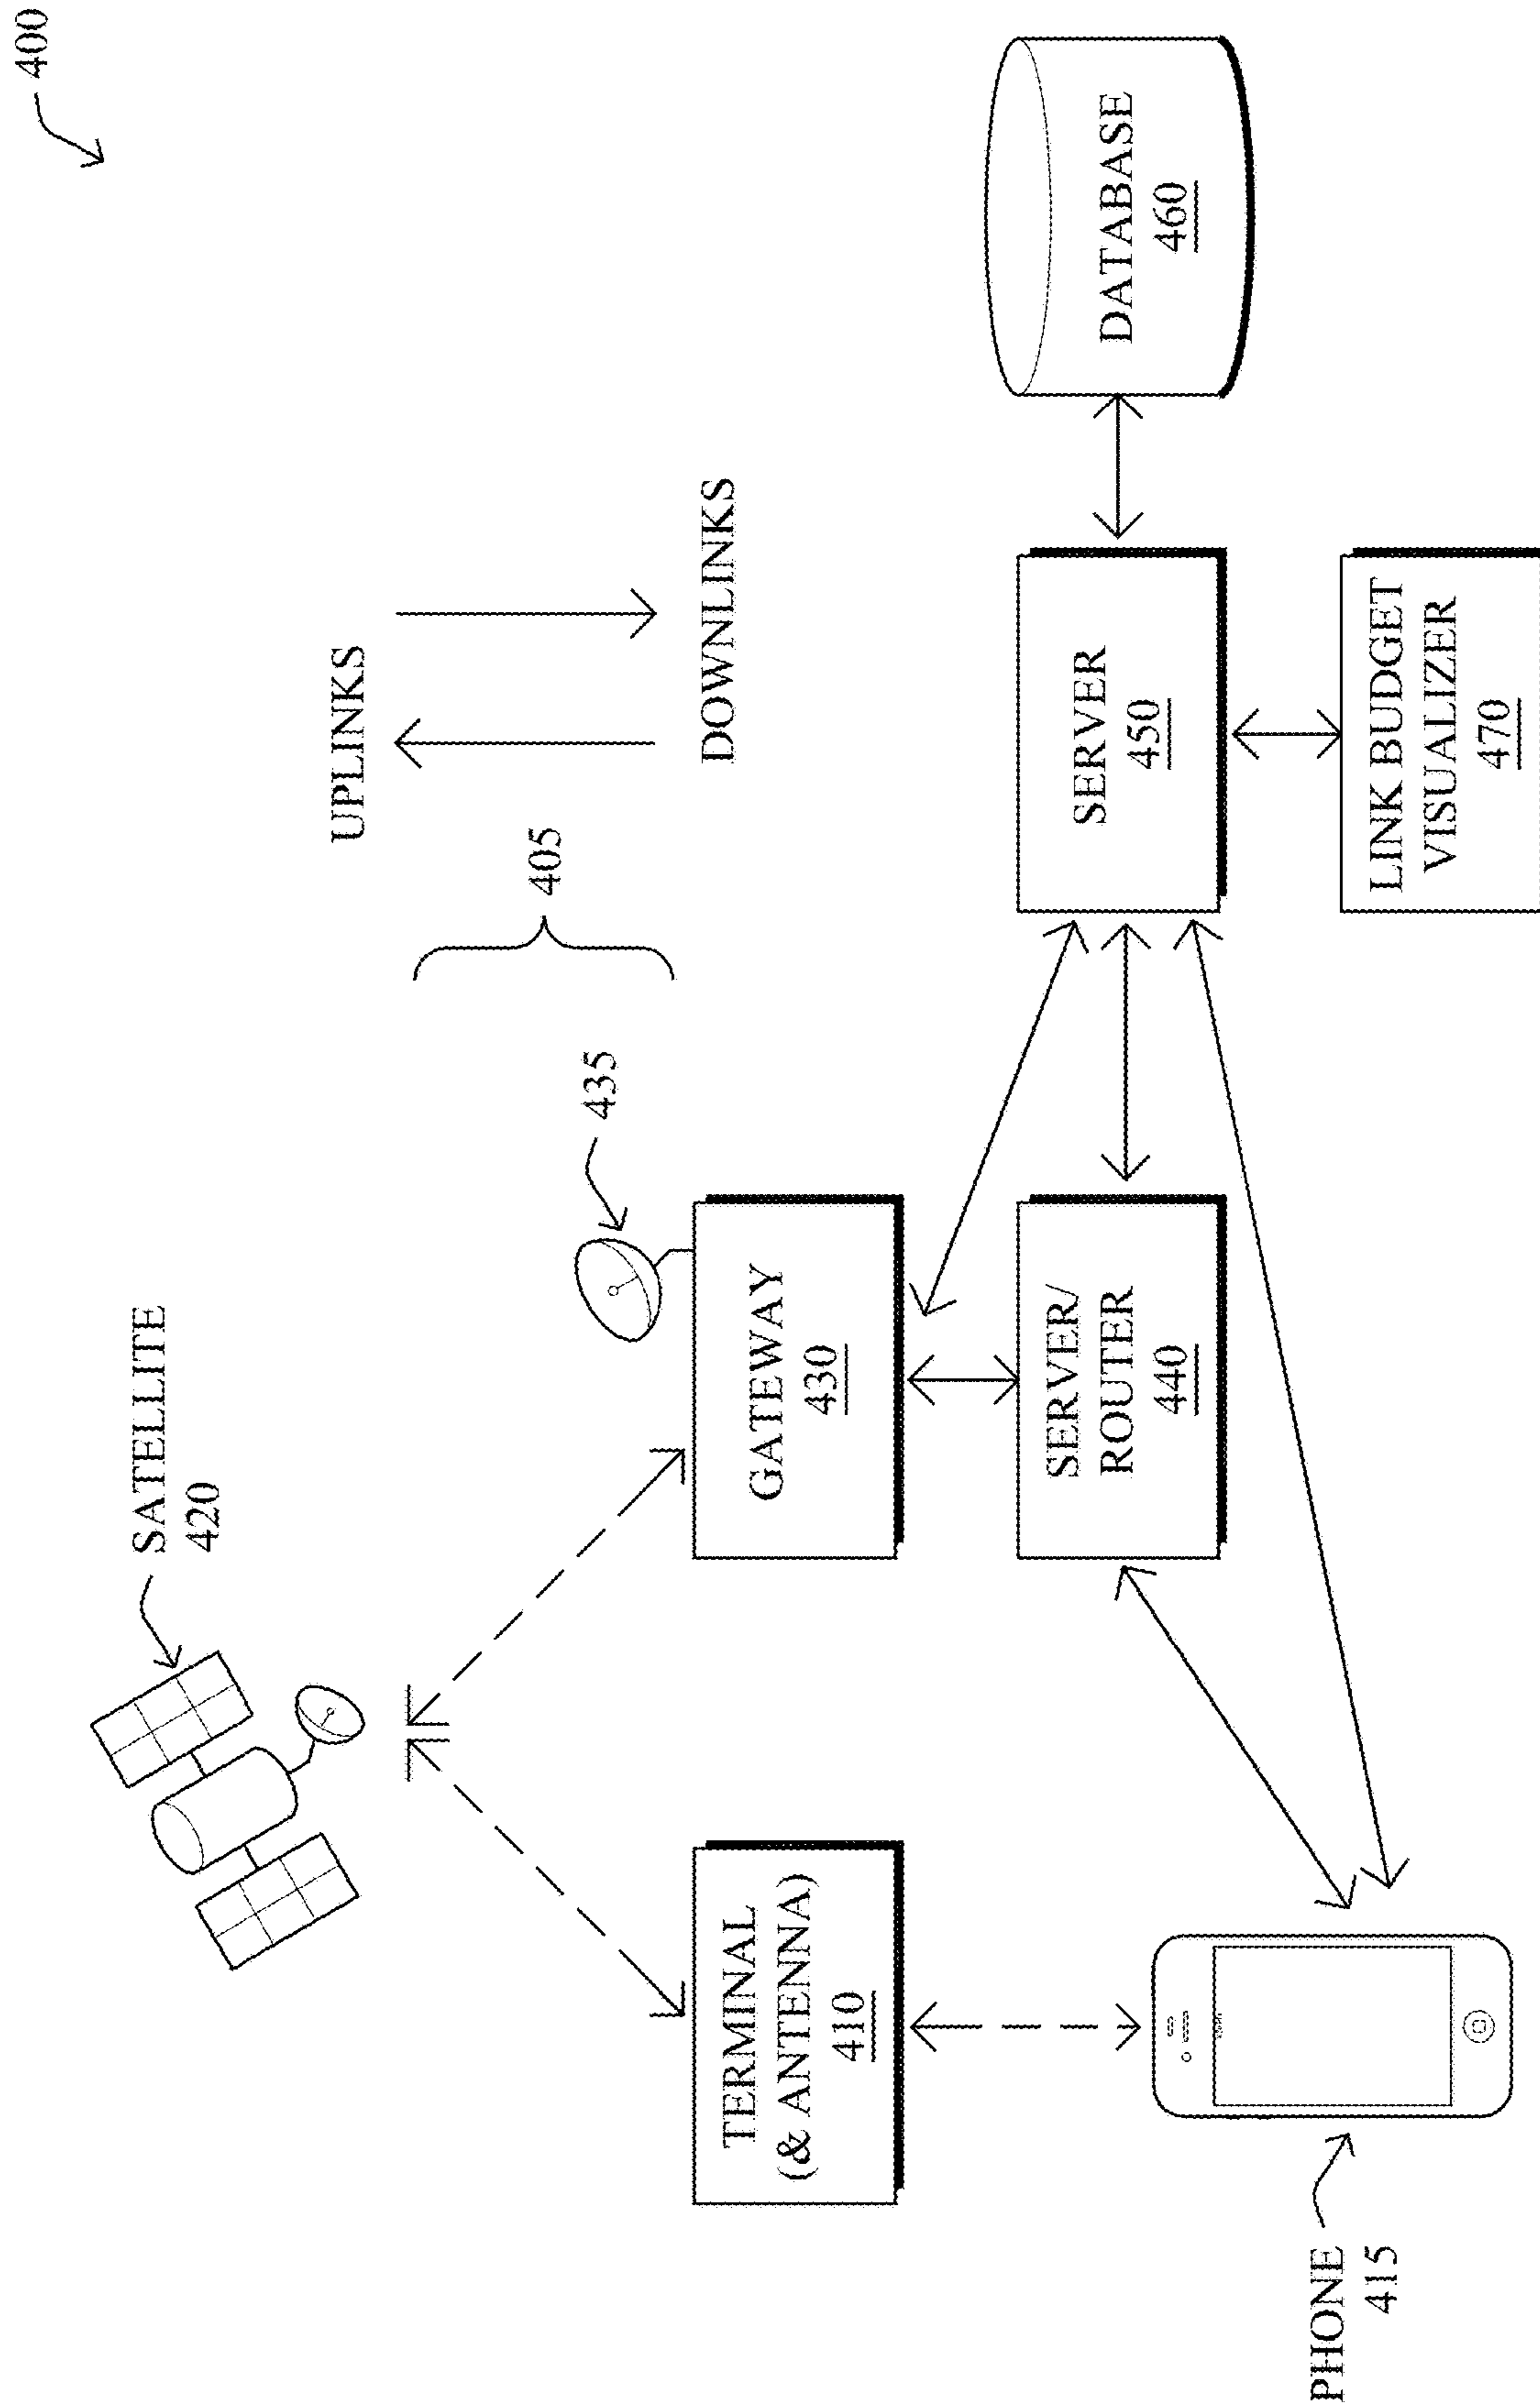 400
SATELLITE
420
UPLINKS
405
435
DOWNLINKS
TERMINAL
(& ANTENNA)
410
GATEWAY
430
SERVER/
ROUTER
440
SERVER
450
DATABASE
460
PHONE
415
LINK BUDGET
VISUALIZER
470